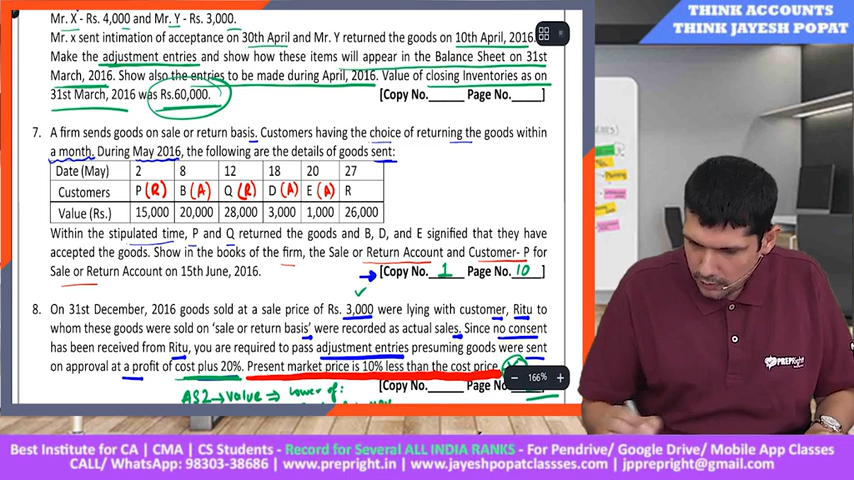 THINK ACCOUNTS
THINK JAYESH POPAT
Mr. X - Rs. 4,000 and Mr. Y - Rs. 3,000.
Mr. x sent intimation of acceptance on 30th April and Mr. Y returned the goods on 10th April, 2016.
Make the adjustment entries and show how these items will appear in the Balance Sheet on 31st
March, 2016. Show also the entries to be made during April, 2016. Value of closing Inventories as on
31st March, 2016 was Rs.60,000. [Copy No.______ Page No.______]
7. A firm sends goods on sale or return basis. Customers having the choice of returning the goods within
a month. During May 2016, the following are the details of goods sent:
Date (May) 2 8 12 18 20 27
Customers P (R) B (A) Q (R) D (A) E (A) R
Value (Rs.) 15,000 20,000 28,000 3,000 1,000 26,000
Within the stipulated time, P and Q returned the goods and B, D, and E signified that they have
accepted the goods. Show in the books of the firm, the Sale or Return Account and Customer- P for
Sale or Return Account on 15th June, 2016. [Copy No. 1 Page No. 10 ]
8. On 31st December, 2016 goods sold at a sale price of Rs. 3,000 were lying with customer, Ritu to
whom these goods were sold on 'sale or return basis' were recorded as actual sales. Since no consent
has been received from Ritu, you are required to pass adjustment entries presuming goods were sent
on approval at a profit of cost plus 20%. Present market price is 10% less than the cost price.
[Copy No.______ Page No
− 166% +
AS2 → Value ⇒ Lower of:
PREPRight
Best Institute for CA | CMA | CS Students - Record for Several ALL INDIA RANKS - For Pendrive/ Google Drive/ Mobile App Classes
CALL/ WhatsApp: 98303-38686 | www.prepright.in | www.jayeshpopatclassses.com | jpprepright@gmail.com